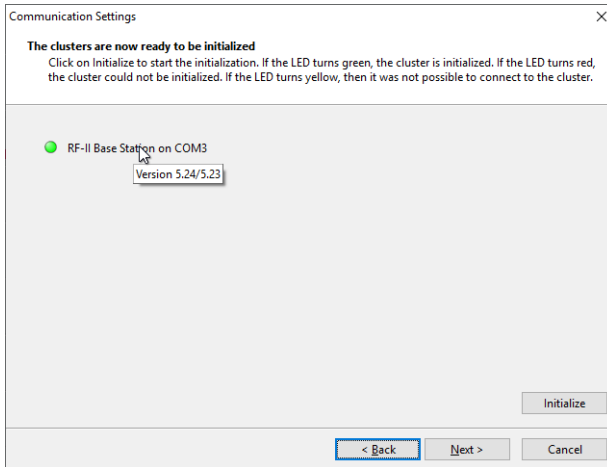 Communication Settings
The clusters are now ready to be initialized
Click on Initialize to start the initialization. If the LED turns green, the cluster is initialized. If the LED turns red,
the cluster could not be initialized. If the LED turns yellow, then it was not possible to connect to the cluster.
RF-II Base Station on COM3
Version 5.24/5.23
Initialize
< Back
Next >
Cancel